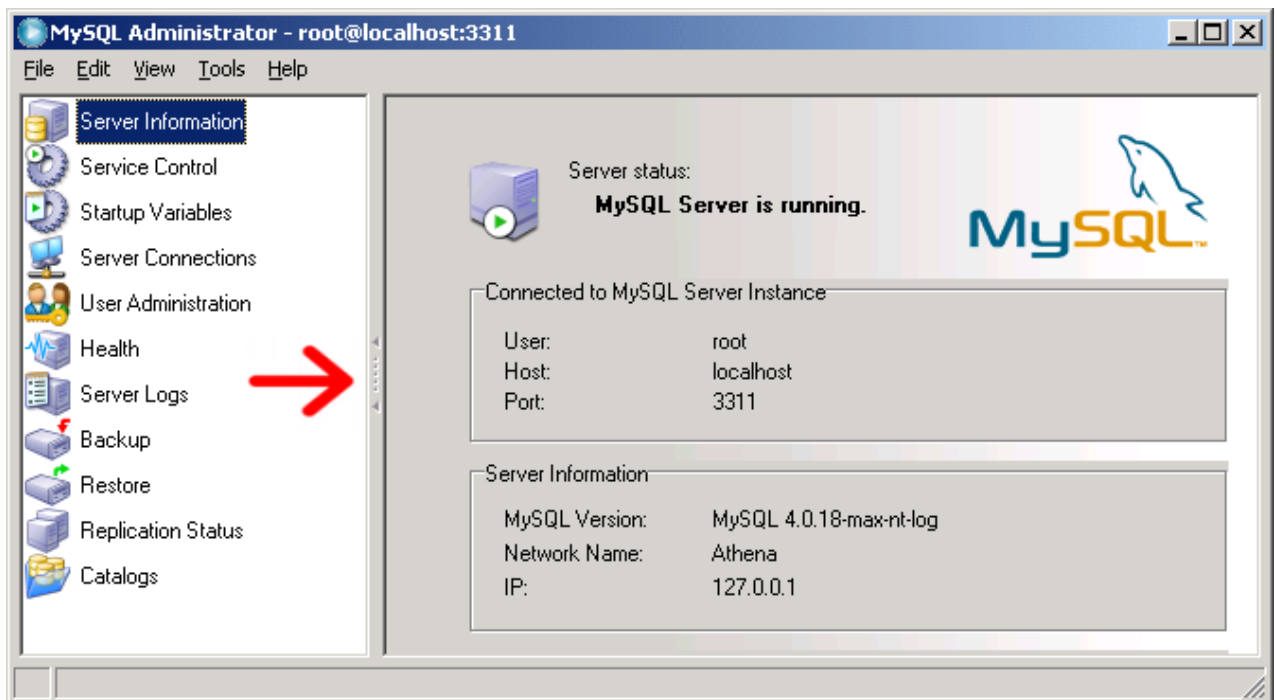 MySQL Administrator - root@localhost:3311
File Edit View Tools Help
Server Information
Service Control
Startup Variables
Server Connections
User Administration
Health
Server Logs
Backup
Restore
Replication Status
Catalogs
Server status:
MySQL Server is running.
MySQL™
Connected to MySQL Server Instance
User: root
Host: localhost
Port: 3311
Server Information
MySQL Version: MySQL 4.0.18-max-nt-log
Network Name: Athena
IP: 127.0.0.1